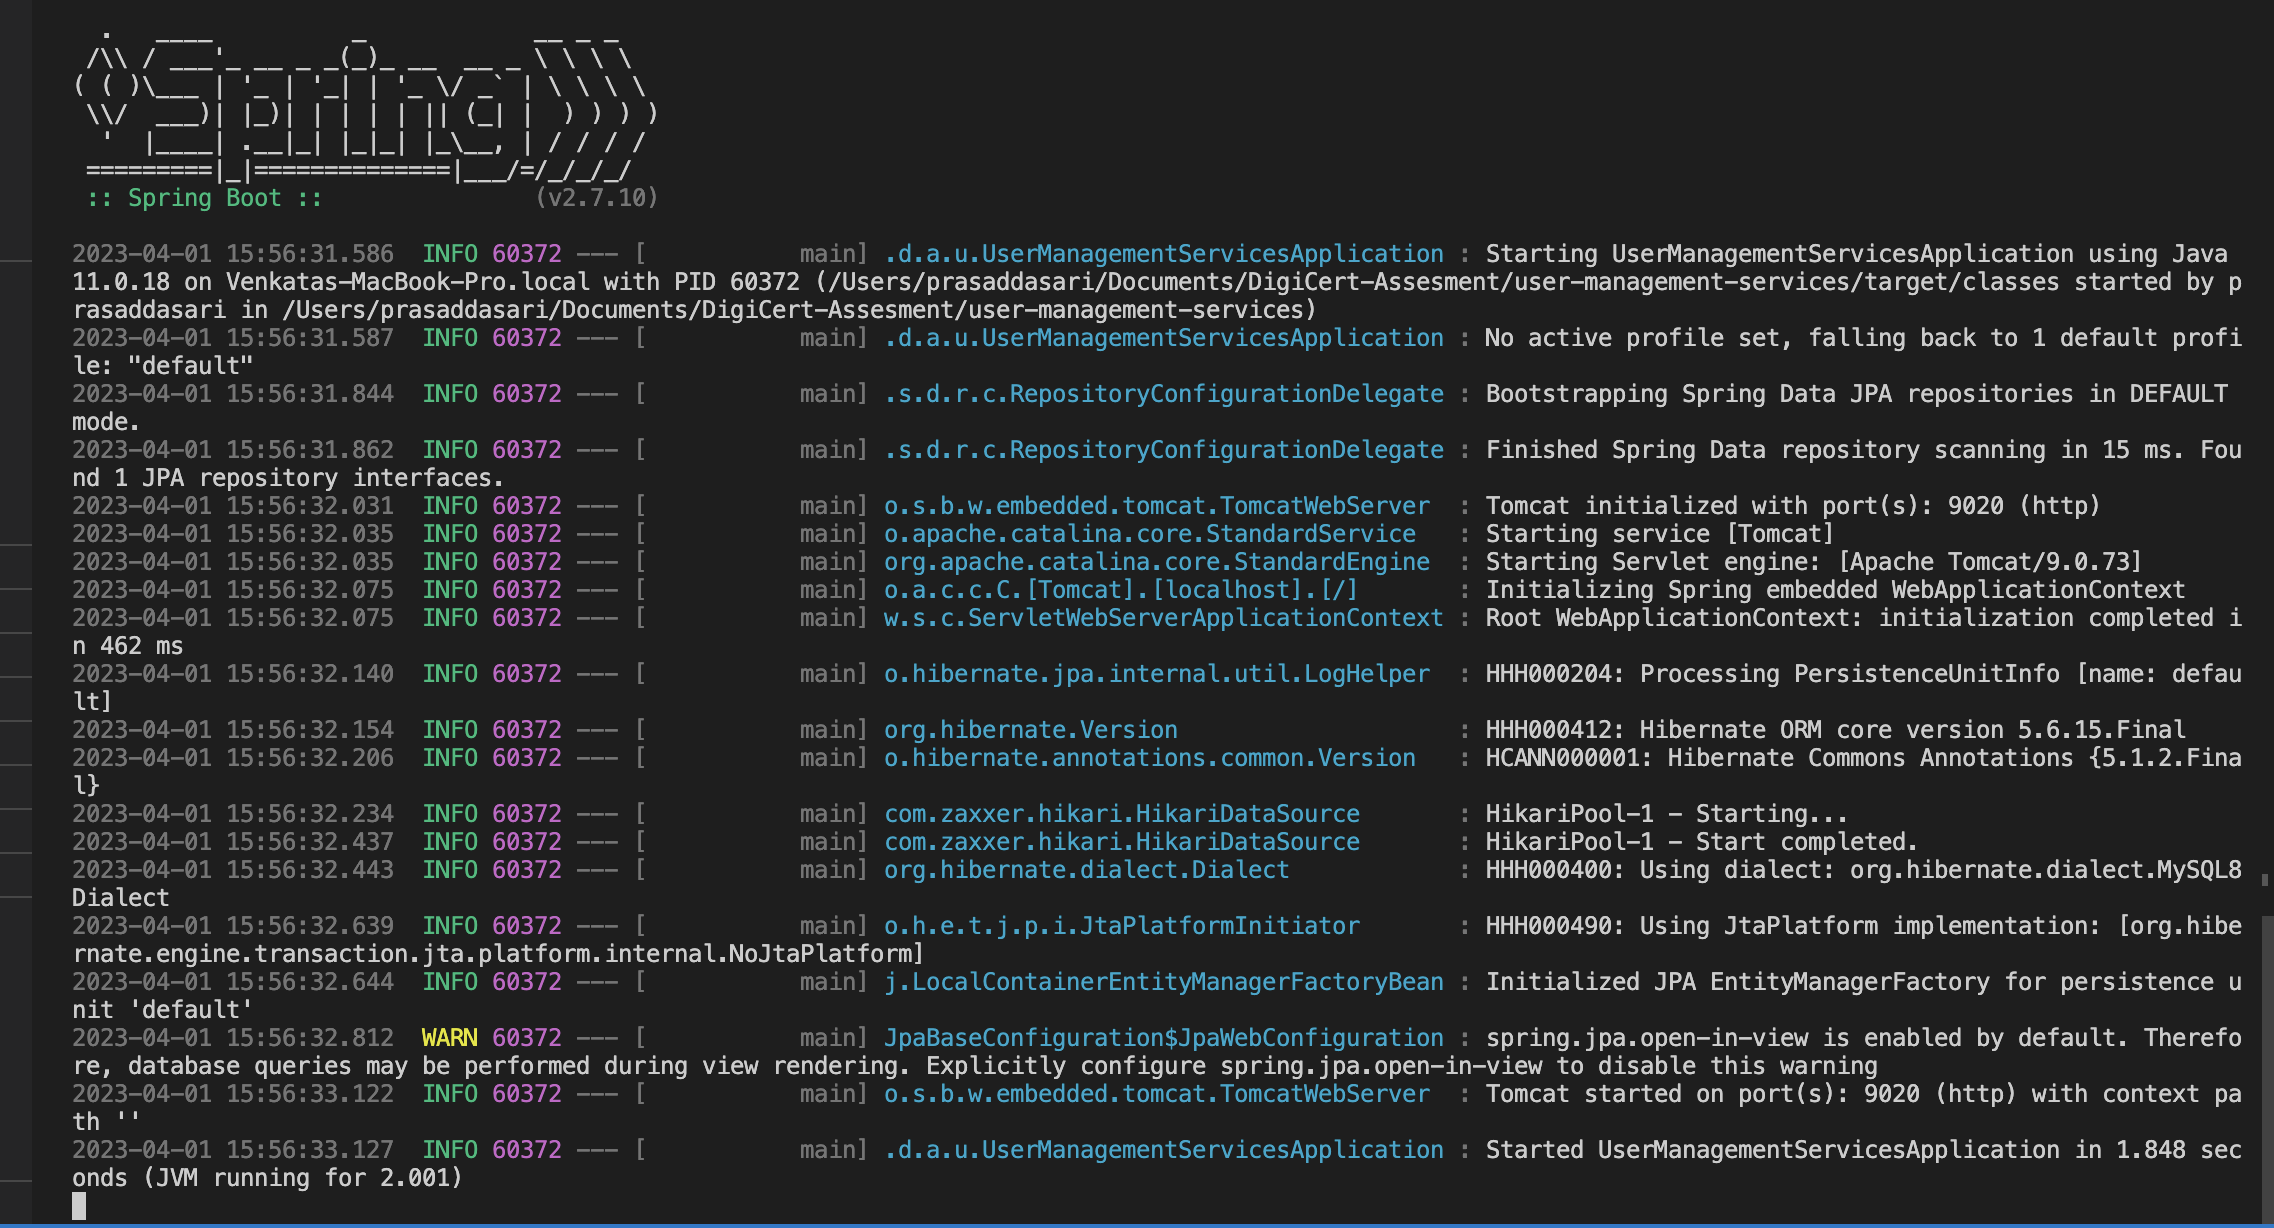 .   ____          _            __ _ _
 /\\ / ___'_ __ _ _(_)_ __  __ _ \ \ \ \
( ( )\___ | '_ | '_| | '_ \/ _` | \ \ \ \
 \\/  ___)| |_)| | | | | || (_| |  ) ) ) )
  '  |____| .__|_| |_|_| |_\__, | / / / /
 =========|_|==============|___/=/_/_/_/
 :: Spring Boot ::               (v2.7.10)
2023-04-01 15:56:31.586  INFO 60372 --- [           main] .d.a.u.UserManagementServicesApplication : Starting UserManagementServicesApplication using Java
11.0.18 on Venkatas-MacBook-Pro.local with PID 60372 (/Users/prasaddasari/Documents/DigiCert-Assesment/user-management-services/target/classes started by p
rasaddasari in /Users/prasaddasari/Documents/DigiCert-Assesment/user-management-services)
2023-04-01 15:56:31.587  INFO 60372 --- [           main] .d.a.u.UserManagementServicesApplication : No active profile set, falling back to 1 default profi
le: "default"
2023-04-01 15:56:31.844  INFO 60372 --- [           main] .s.d.r.c.RepositoryConfigurationDelegate : Bootstrapping Spring Data JPA repositories in DEFAULT
mode.
2023-04-01 15:56:31.862  INFO 60372 --- [           main] .s.d.r.c.RepositoryConfigurationDelegate : Finished Spring Data repository scanning in 15 ms. Fou
nd 1 JPA repository interfaces.
2023-04-01 15:56:32.031  INFO 60372 --- [           main] o.s.b.w.embedded.tomcat.TomcatWebServer  : Tomcat initialized with port(s): 9020 (http)
2023-04-01 15:56:32.035  INFO 60372 --- [           main] o.apache.catalina.core.StandardService   : Starting service [Tomcat]
2023-04-01 15:56:32.035  INFO 60372 --- [           main] org.apache.catalina.core.StandardEngine  : Starting Servlet engine: [Apache Tomcat/9.0.73]
2023-04-01 15:56:32.075  INFO 60372 --- [           main] o.a.c.c.C.[Tomcat].[localhost].[/]       : Initializing Spring embedded WebApplicationContext
2023-04-01 15:56:32.075  INFO 60372 --- [           main] w.s.c.ServletWebServerApplicationContext : Root WebApplicationContext: initialization completed i
n 462 ms
2023-04-01 15:56:32.140  INFO 60372 --- [           main] o.hibernate.jpa.internal.util.LogHelper  : HHH000204: Processing PersistenceUnitInfo [name: defau
lt]
2023-04-01 15:56:32.154  INFO 60372 --- [           main] org.hibernate.Version                    : HHH000412: Hibernate ORM core version 5.6.15.Final
2023-04-01 15:56:32.206  INFO 60372 --- [           main] o.hibernate.annotations.common.Version   : HCANN000001: Hibernate Commons Annotations {5.1.2.Fina
l}
2023-04-01 15:56:32.234  INFO 60372 --- [           main] com.zaxxer.hikari.HikariDataSource       : HikariPool-1 - Starting...
2023-04-01 15:56:32.437  INFO 60372 --- [           main] com.zaxxer.hikari.HikariDataSource       : HikariPool-1 - Start completed.
2023-04-01 15:56:32.443  INFO 60372 --- [           main] org.hibernate.dialect.Dialect            : HHH000400: Using dialect: org.hibernate.dialect.MySQL8
Dialect
2023-04-01 15:56:32.639  INFO 60372 --- [           main] o.h.e.t.j.p.i.JtaPlatformInitiator       : HHH000490: Using JtaPlatform implementation: [org.hibe
rnate.engine.transaction.jta.platform.internal.NoJtaPlatform]
2023-04-01 15:56:32.644  INFO 60372 --- [           main] j.LocalContainerEntityManagerFactoryBean : Initialized JPA EntityManagerFactory for persistence u
nit 'default'
2023-04-01 15:56:32.812  WARN 60372 --- [           main] JpaBaseConfiguration$JpaWebConfiguration : spring.jpa.open-in-view is enabled by default. Therefo
re, database queries may be performed during view rendering. Explicitly configure spring.jpa.open-in-view to disable this warning
2023-04-01 15:56:33.122  INFO 60372 --- [           main] o.s.b.w.embedded.tomcat.TomcatWebServer  : Tomcat started on port(s): 9020 (http) with context pa
th ''
2023-04-01 15:56:33.127  INFO 60372 --- [           main] .d.a.u.UserManagementServicesApplication : Started UserManagementServicesApplication in 1.848 sec
onds (JVM running for 2.001)